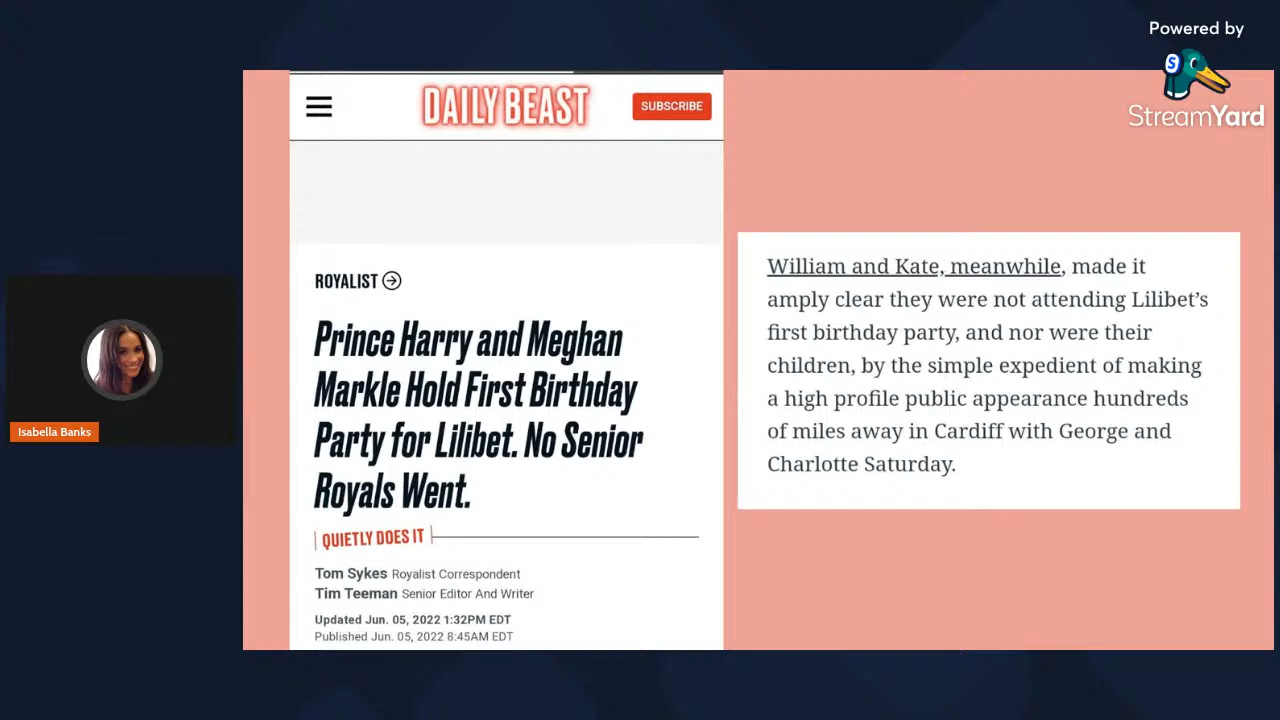 Powered by
StreamYard
DAILY BEAST
SUBSCRIBE
ROYALIST
Prince Harry and Meghan
Markle Hold First Birthday
Party for Lilibet. No Senior
Royals Went.
QUIETLY DOES IT
Tom Sykes Royalist Correspondent
Tim Teeman Senior Editor And Writer
Updated Jun. 05, 2022 1:32PM EDT
Published Jun. 05, 2022 8:45AM EDT
William and Kate, meanwhile, made it
amply clear they were not attending Lilibet’s
first birthday party, and nor were their
children, by the simple expedient of making
a high profile public appearance hundreds
of miles away in Cardiff with George and
Charlotte Saturday.
Isabella Banks